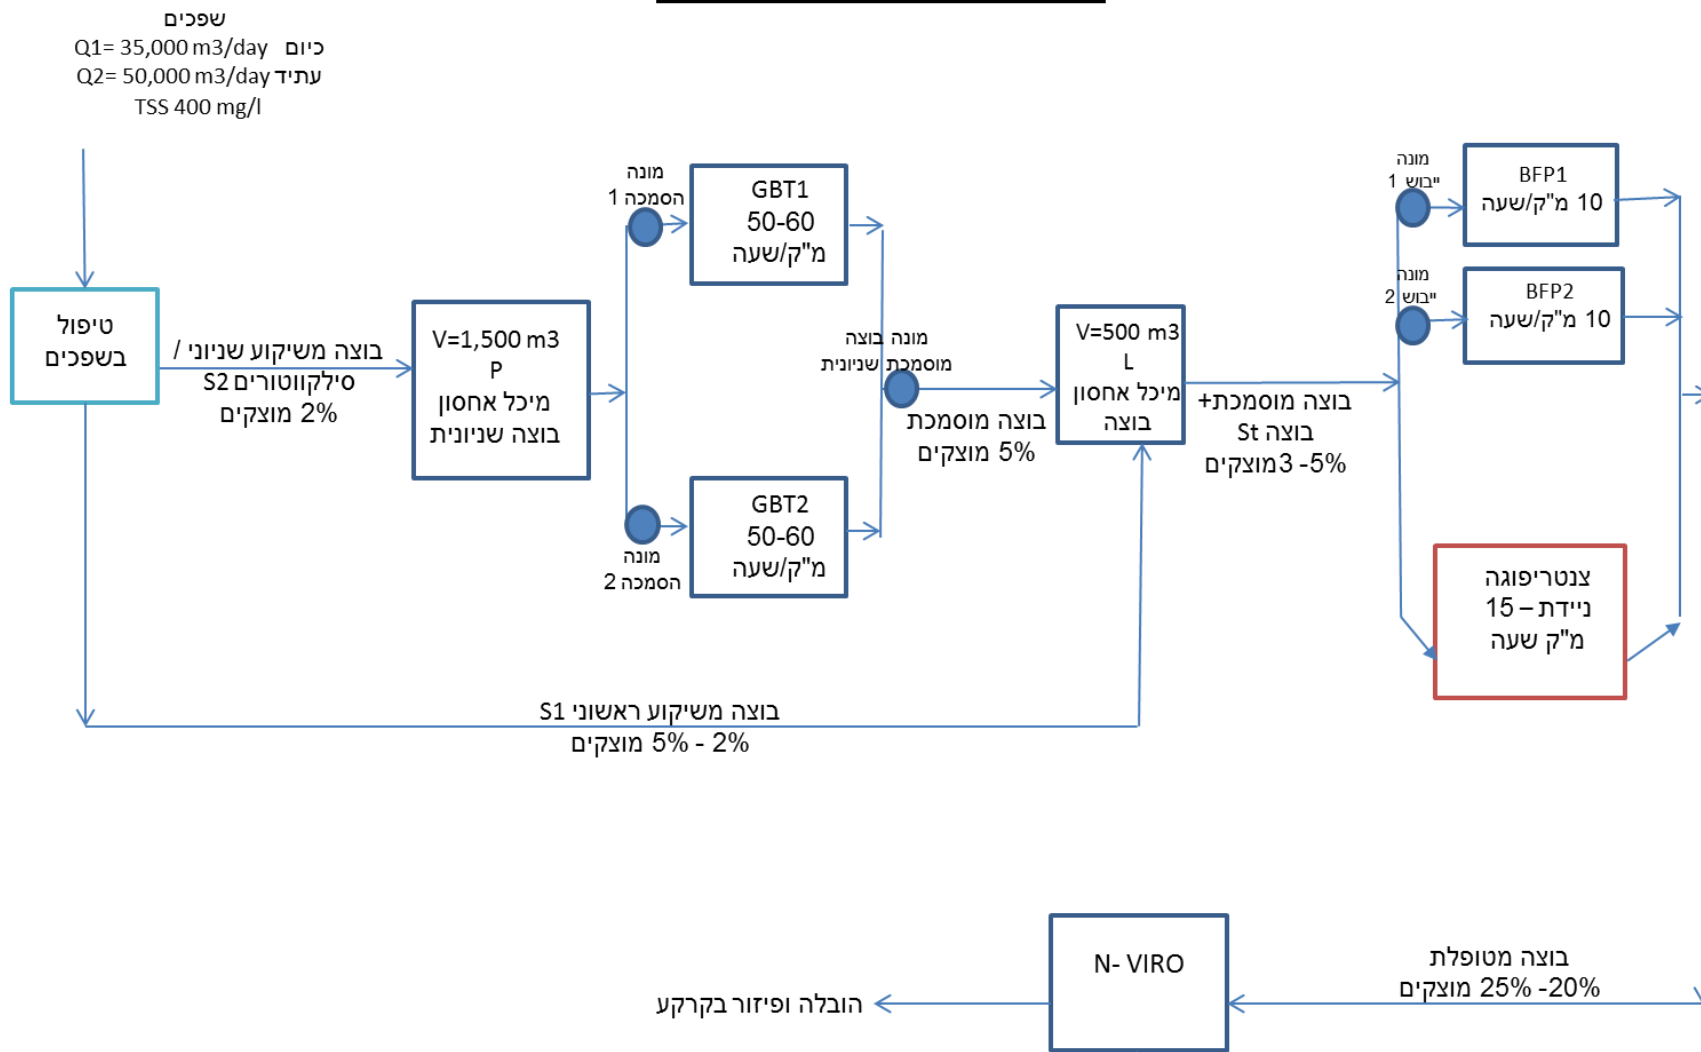 שפכים
כיום Q1= 35,000 m3/day
עתיד Q2= 50,000 m3/day
TSS 400 mg/l
טיפול
בשפכים
בוצה משיקוע שניוני /
סילקווטורים S2
2% מוצקים
V=1,500 m3
P
מיכל אחסון
בוצה שניונית
מונה
הסמכה 1
GBT1
50-60
מ"ק/שעה
מונה
הסמכה 2
GBT2
50-60
מ"ק/שעה
מונה בוצה
מוסמכת שניונית
בוצה מוסמכת
5% מוצקים
V=500 m3
L
מיכל אחסון
בוצה
בוצה מוסמכת+
בוצה St
3 -5% מוצקים
מונה
ייבוש 1
BFP1
10 מ"ק/שעה
מונה
ייבוש 2
BFP2
10 מ"ק/שעה
צנטריפוגה
ניידת – 15
מ"ק שעה
בוצה משיקוע ראשוני S1
2% - 5% מוצקים
N- VIRO
בוצה מטופלת
20% -25% מוצקים
הובלה ופיזור בקרקע